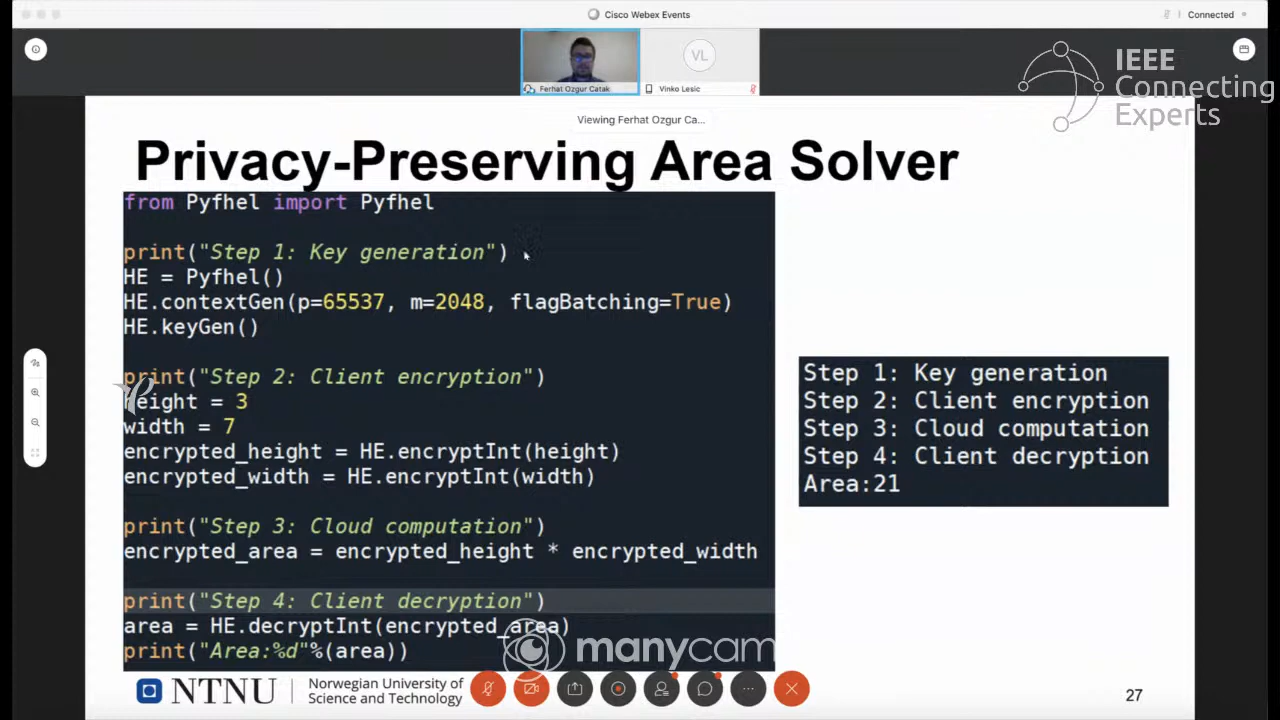 Cisco Webex Events
Connected
VL
Ferhat Ozgur Catak
Vinko Lesic
IEEE
Connecting
Experts
Viewing Ferhat Ozgur Ca...
Privacy-Preserving Area Solver
from Pyfhel import Pyfhel
print("Step 1: Key generation")
HE = Pyfhel()
HE.contextGen(p=65537, m=2048, flagBatching=True)
HE.keyGen()
print("Step 2: Client encryption")
height = 3
width = 7
encrypted_height = HE.encryptInt(height)
encrypted_width = HE.encryptInt(width)
print("Step 3: Cloud computation")
encrypted_area = encrypted_height * encrypted_width
print("Step 4: Client decryption")
area = HE.decryptInt(encrypted_area)
print("Area:%d"%(area))
Step 1: Key generation
Step 2: Client encryption
Step 3: Cloud computation
Step 4: Client decryption
Area:21
manycam
NTNU
Norwegian University of
Science and Technology
27